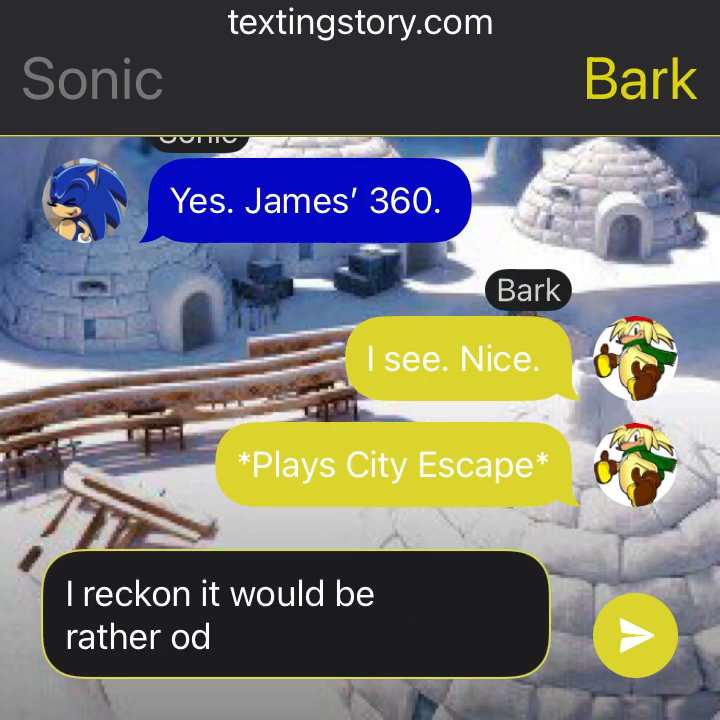 textingstory.com
Sonic
Bark
Sonic
Yes. James’ 360.
Bark
I see. Nice.
*Plays City Escape*
I reckon it would be
rather od